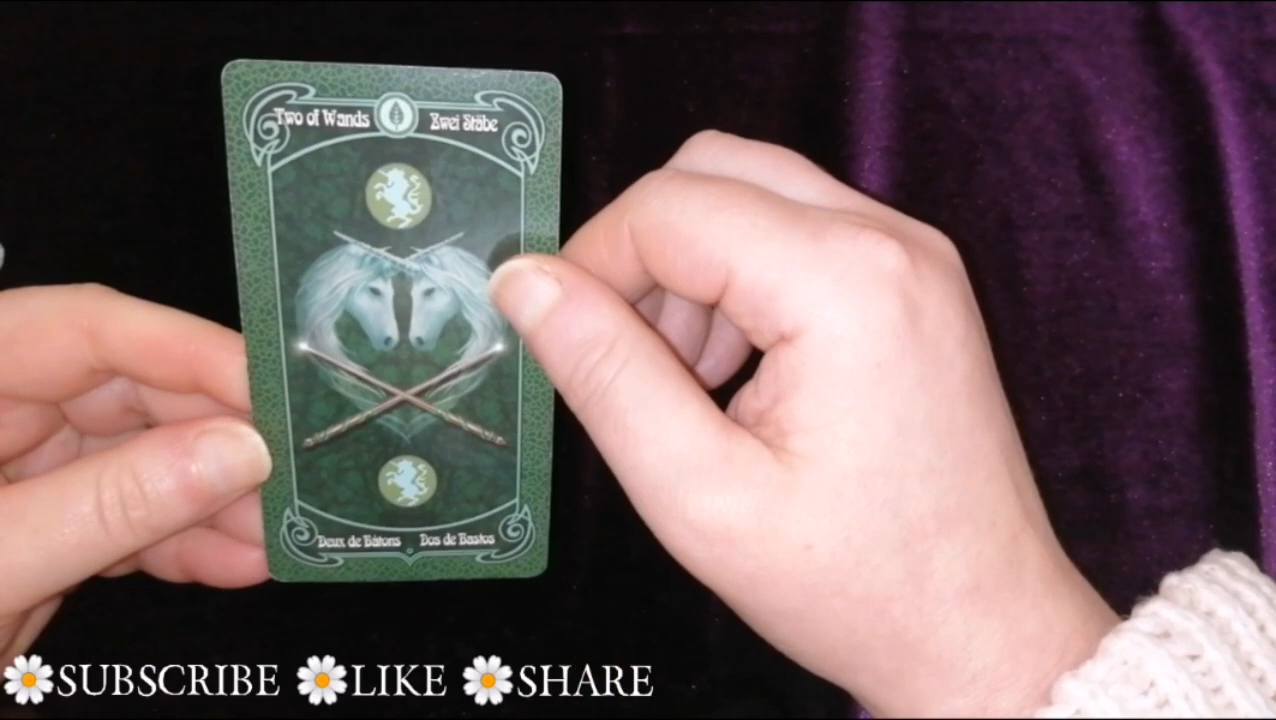 Two of Wands Zwei Stäbe
Deux de Bâtons Dos de Bastos
SUBSCRIBE LIKE SHARE